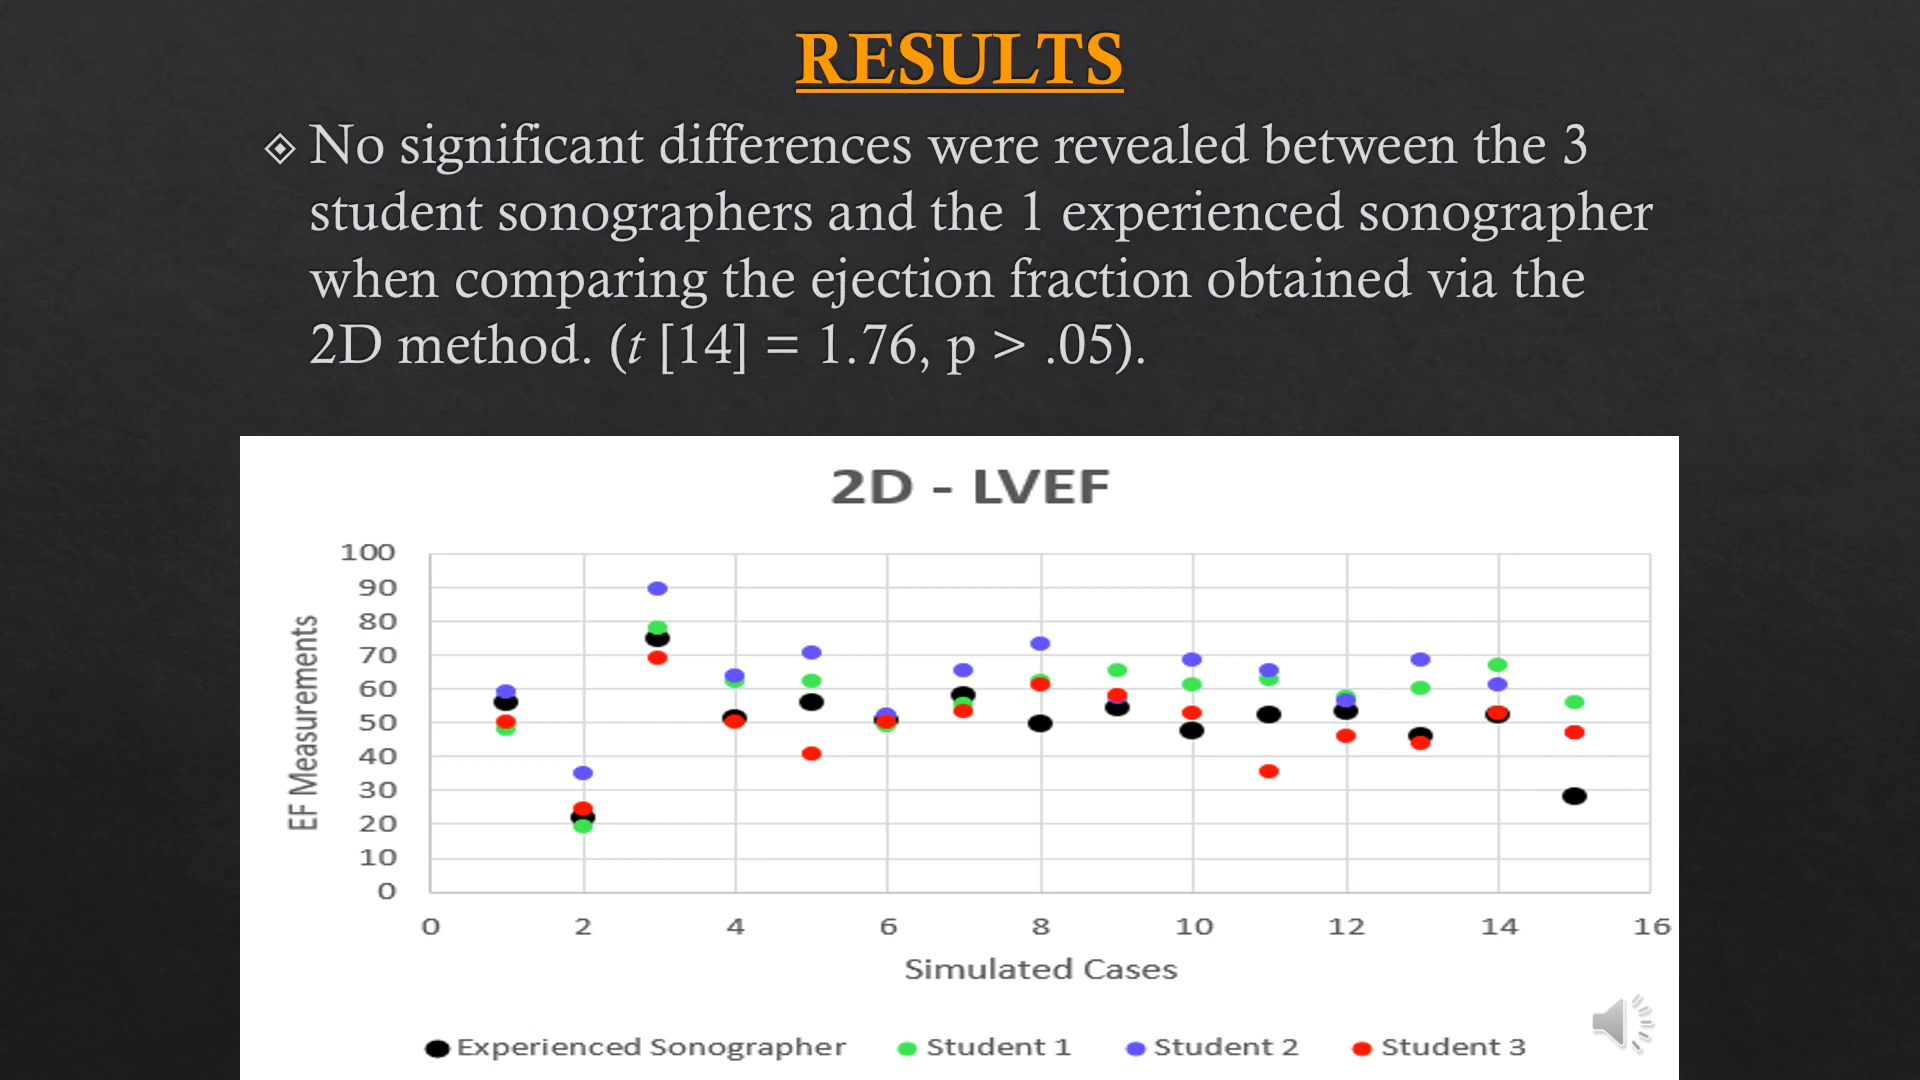 RESULTS
No significant differences were revealed between the 3
student sonographers and the 1 experienced sonographer
when comparing the ejection fraction obtained via the
2D method. (t [14] = 1.76, p > .05).
2D - LVEF
EF Measurements
100
90
80
70
60
50
40
30
20
10
0
0 2 4 6 8 10 12 14 16
Simulated Cases
Experienced Sonographer Student 1 Student 2 Student 3